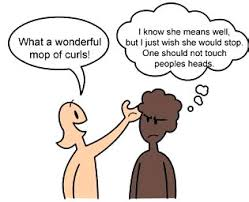 What a wonderful
mop of curls!
I know she means well,
but I just wish she would stop.
One should not touch
peoples heads.